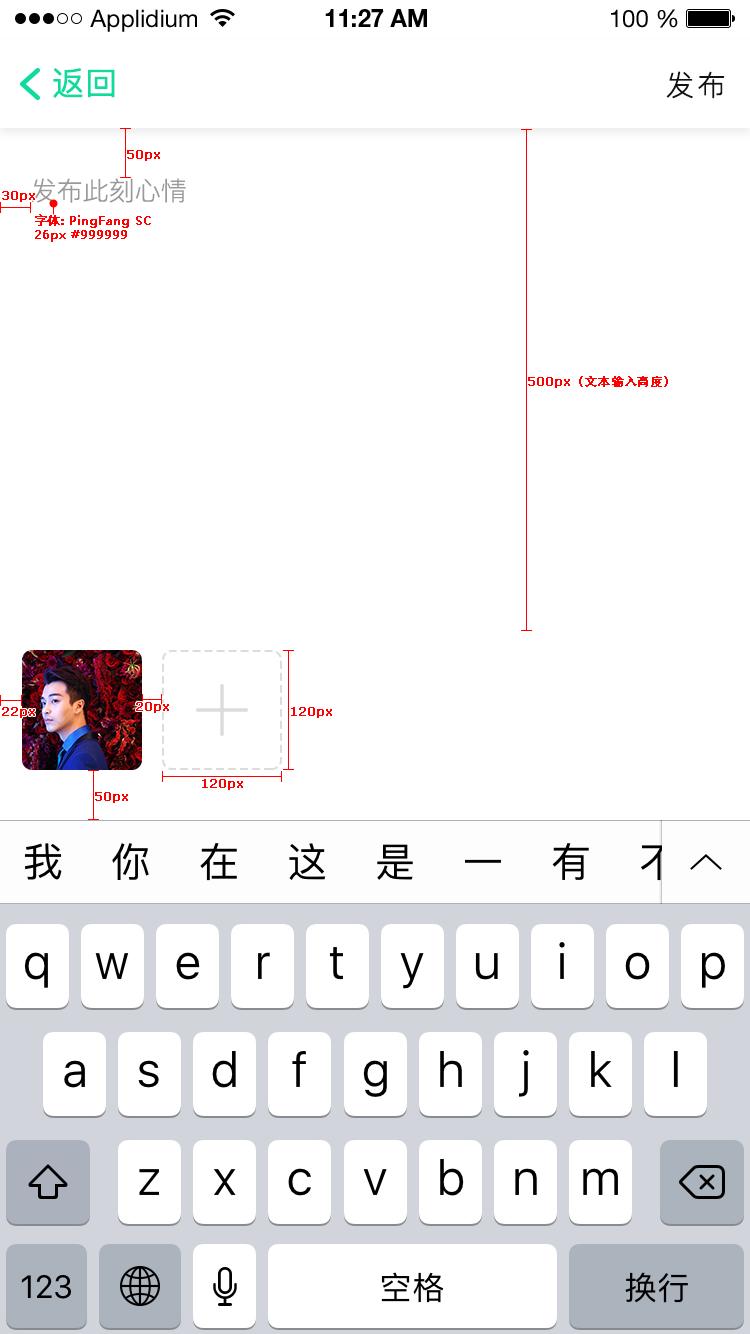 Applidium 11:27 AM 100 %
返回 发布
50px
30px 发布此刻心情
字体: PingFang SC
26px #999999
500px（文本输入高度）
22px 20px 120px
120px
50px
我 你 在 这 是 一 有
q w e r t y u i o p
a s d f g h j k l
z x c v b n m
123 空格 换行